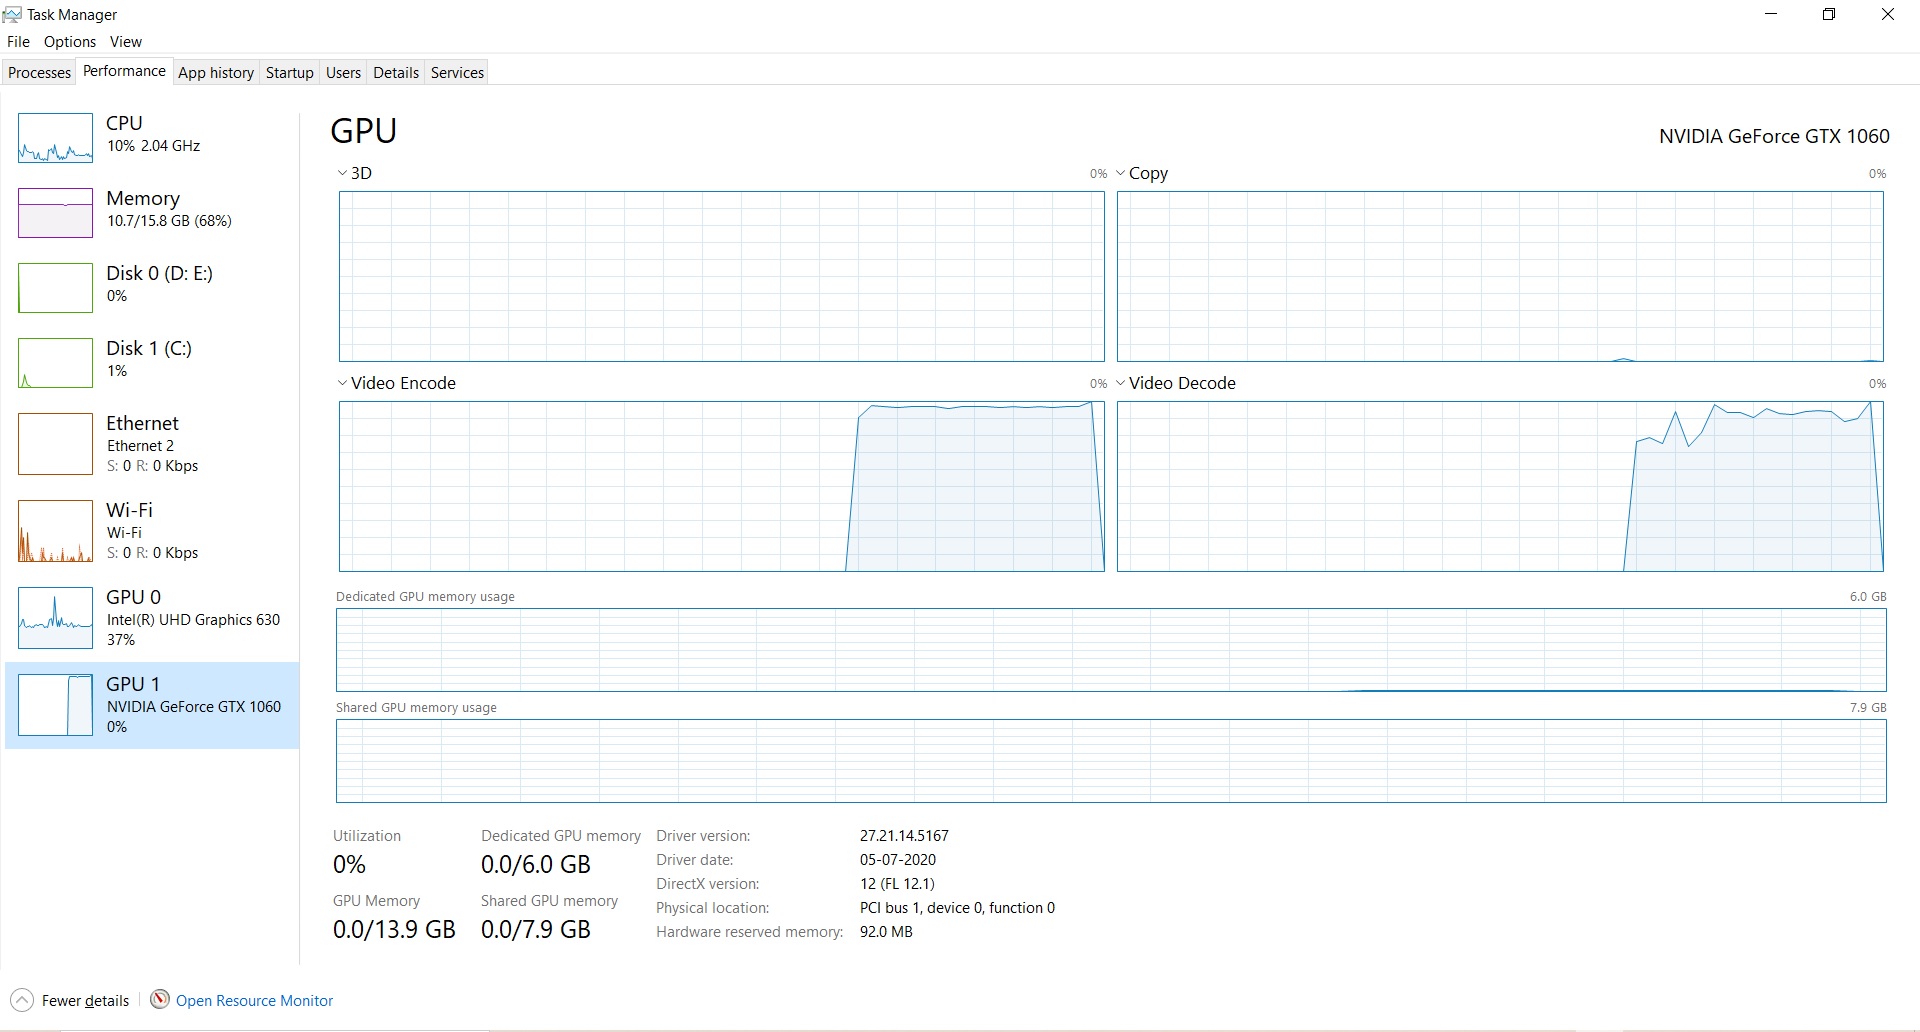 Task Manager
File Options View
Processes Performance App history Startup Users Details Services
CPU
10% 2.04 GHz
Memory
10.7/15.8 GB (68%)
Disk 0 (D: E:)
0%
Disk 1 (C:)
1%
Ethernet
Ethernet 2
S: 0 R: 0 Kbps
Wi-Fi
Wi-Fi
S: 0 R: 0 Kbps
GPU 0
Intel(R) UHD Graphics 630
37%
GPU 1
NVIDIA GeForce GTX 1060
0%
GPU
NVIDIA GeForce GTX 1060
3D 0%
Copy 0%
Video Encode 0%
Video Decode 0%
Dedicated GPU memory usage 6.0 GB
Shared GPU memory usage 7.9 GB
Utilization
0%
Dedicated GPU memory
0.0/6.0 GB
GPU Memory
0.0/13.9 GB
Shared GPU memory
0.0/7.9 GB
Driver version: 27.21.14.5167
Driver date: 05-07-2020
DirectX version: 12 (FL 12.1)
Physical location: PCI bus 1, device 0, function 0
Hardware reserved memory: 92.0 MB
Fewer details
Open Resource Monitor